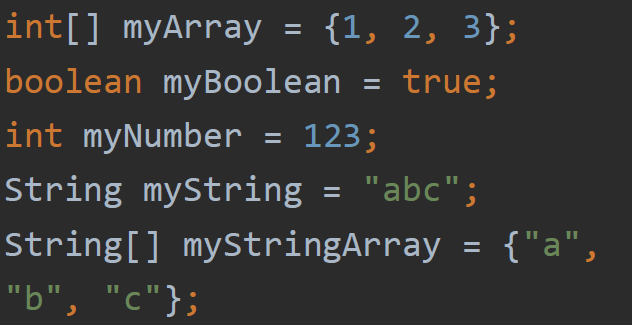 int[] myArray = {1, 2, 3};
boolean myBoolean = true;
int myNumber = 123;
String myString = "abc";
String[] myStringArray = {"a",
"b", "c"};